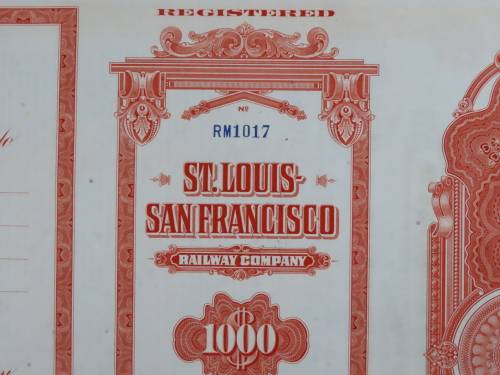 REGISTERED
No
RM1017
ST. LOUIS-
SAN FRANCISCO
RAILWAY COMPANY
1000